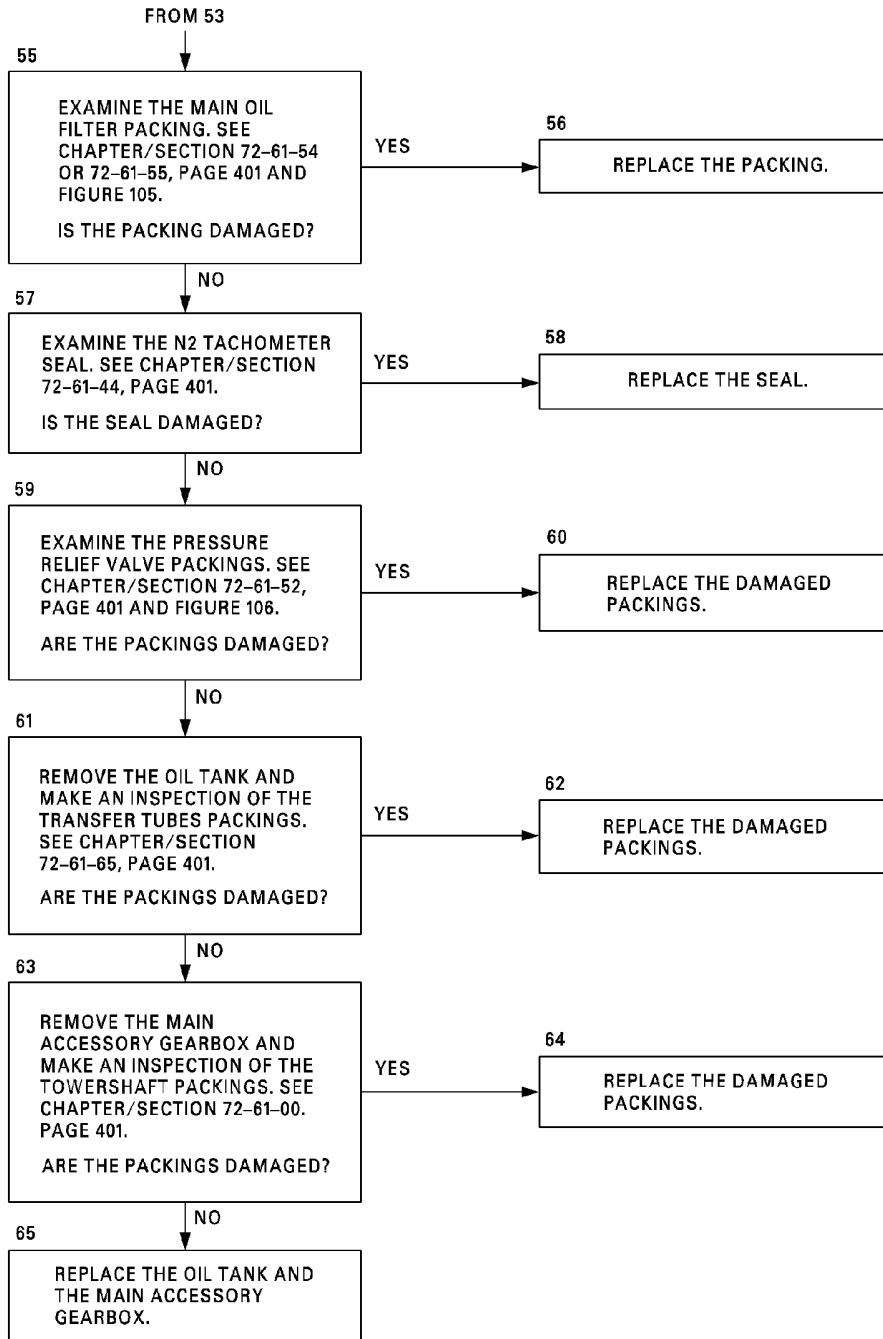 FROM 53
55
EXAMINE THE MAIN OIL
FILTER PACKING. SEE
CHAPTER/SECTION 72–61–54
OR 72–61–55, PAGE 401 AND
FIGURE 105.
IS THE PACKING DAMAGED?
YES
56
REPLACE THE PACKING.
NO
57
EXAMINE THE N2 TACHOMETER
SEAL. SEE CHAPTER/SECTION
72–61–44, PAGE 401.
IS THE SEAL DAMAGED?
YES
58
REPLACE THE SEAL.
NO
59
EXAMINE THE PRESSURE
RELIEF VALVE PACKINGS. SEE
CHAPTER/SECTION 72–61–52,
PAGE 401 AND FIGURE 106.
ARE THE PACKINGS DAMAGED?
YES
60
REPLACE THE DAMAGED
PACKINGS.
NO
61
REMOVE THE OIL TANK AND
MAKE AN INSPECTION OF THE
TRANSFER TUBES PACKINGS.
SEE CHAPTER/SECTION
72–61–65, PAGE 401.
ARE THE PACKINGS DAMAGED?
YES
62
REPLACE THE DAMAGED
PACKINGS.
NO
63
REMOVE THE MAIN
ACCESSORY GEARBOX AND
MAKE AN INSPECTION OF THE
TOWERSHAFT PACKINGS. SEE
CHAPTER/SECTION 72–61–00.
PAGE 401.
ARE THE PACKINGS DAMAGED?
YES
64
REPLACE THE DAMAGED
PACKINGS.
NO
65
REPLACE THE OIL TANK AND
THE MAIN ACCESSORY
GEARBOX.